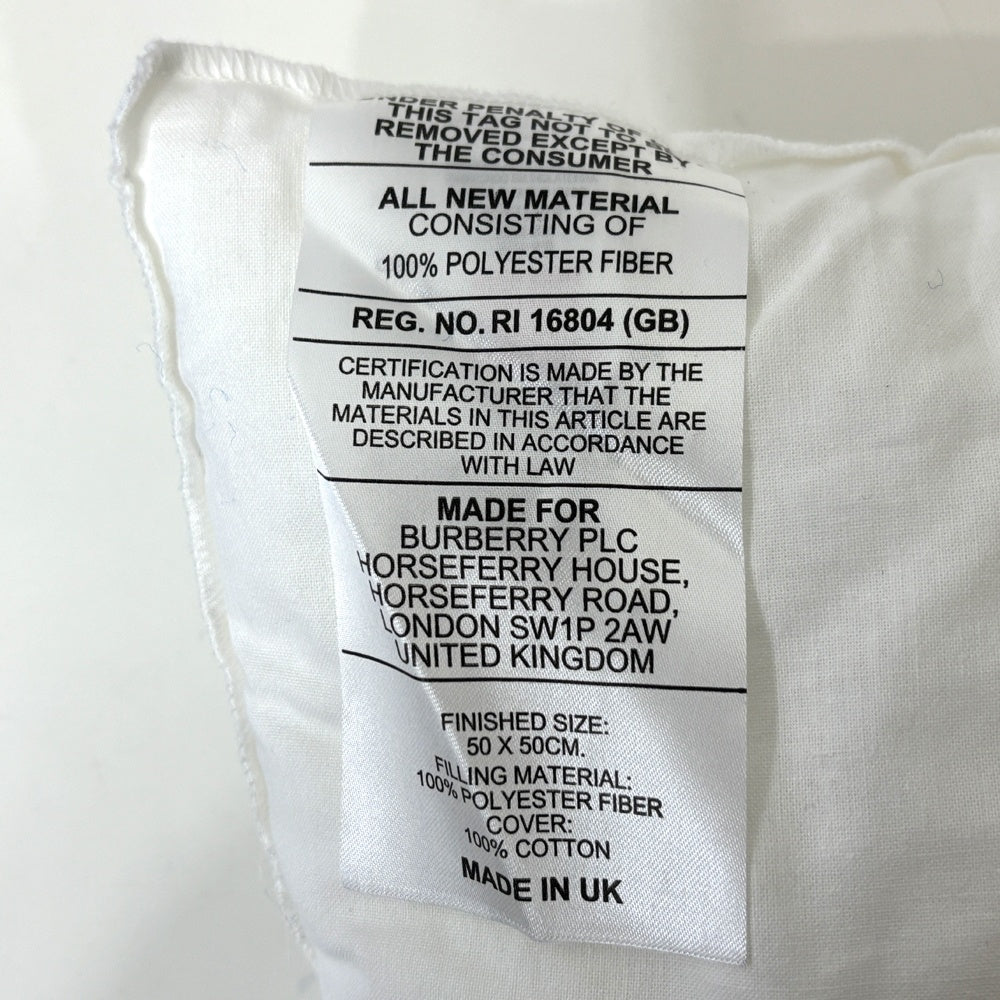 UNDER PENALTY OF
THIS TAG NOT TO BE
REMOVED EXCEPT BY
THE CONSUMER
ALL NEW MATERIAL
CONSISTING OF
100% POLYESTER FIBER
REG. NO. RI 16804 (GB)
CERTIFICATION IS MADE BY THE
MANUFACTURER THAT THE
MATERIALS IN THIS ARTICLE ARE
DESCRIBED IN ACCORDANCE
WITH LAW
MADE FOR
BURBERRY PLC
HORSEFERRY HOUSE,
HORSEFERRY ROAD,
LONDON SW1P 2AW
UNITED KINGDOM
FINISHED SIZE:
50 X 50CM.
FILLING MATERIAL:
100% POLYESTER FIBER
COVER:
100% COTTON
MADE IN UK